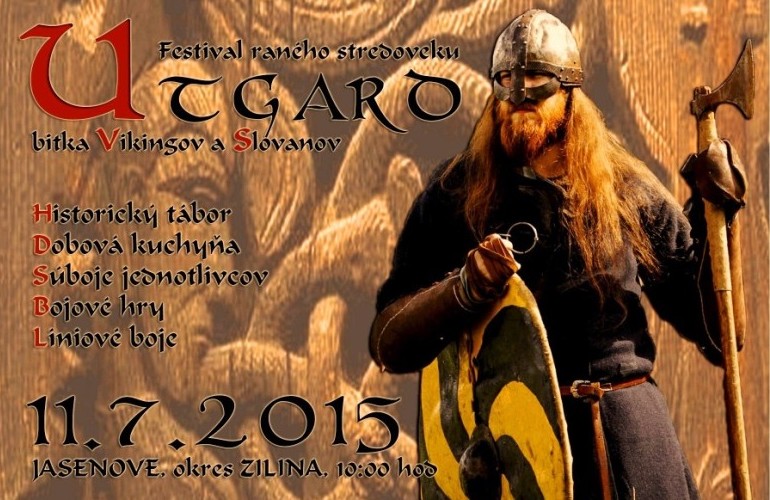 Festival raného stredoveku
UTGARD
bitka Vikingov a Slovanov
Historický tábor
Dobová kuchyňa
Súboje jednotlivcov
Bojové hry
Líniové boje
11.7.2015
JASENOVE, okres ZILINA, 10:00 hod